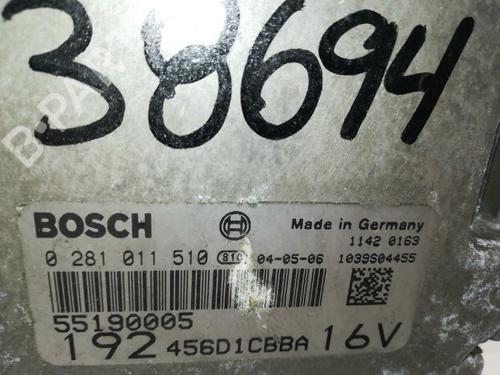 38694
BOSCH
Made in Germany
1142 0163
0 281 011 510 810 04-05-06 1039S04455
55190005
192 456D1CBBA 16V